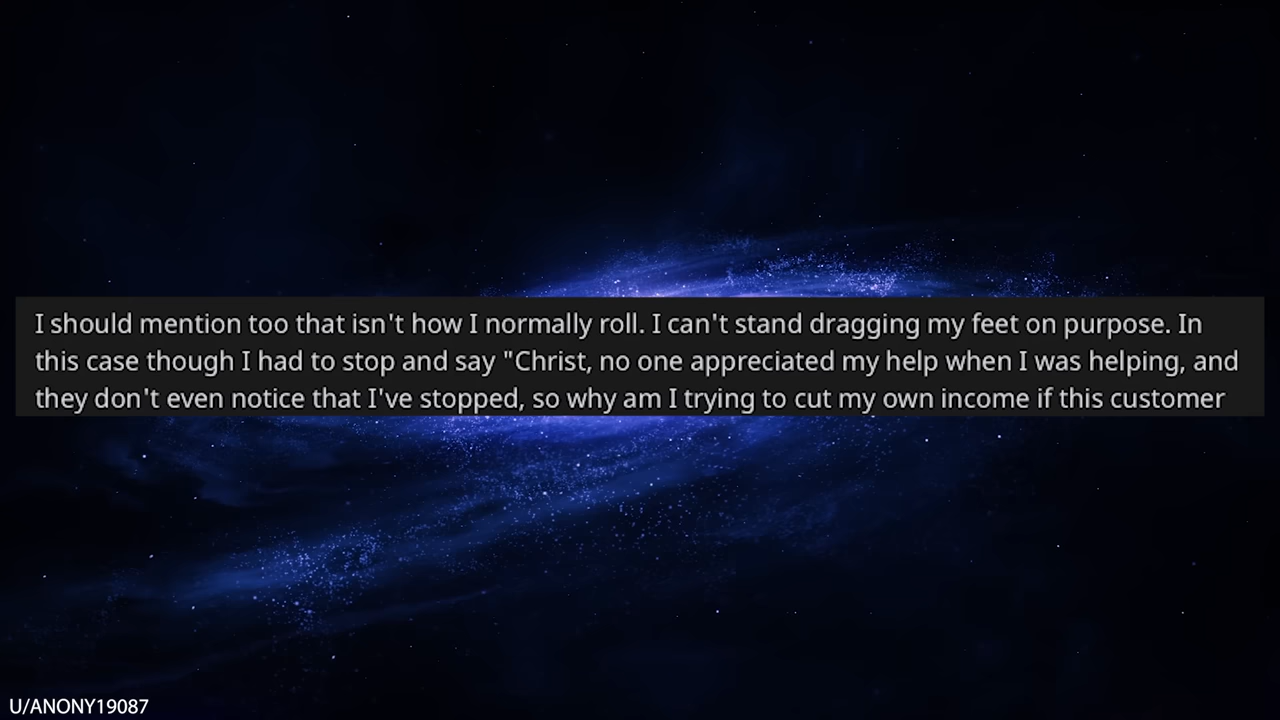 I should mention too that isn't how I normally roll. I can't stand dragging my feet on purpose. In
this case though I had to stop and say "Christ, no one appreciated my help when I was helping, and
they don't even notice that I've stopped, so why am I trying to cut my own income if this customer
U/ANONY19087